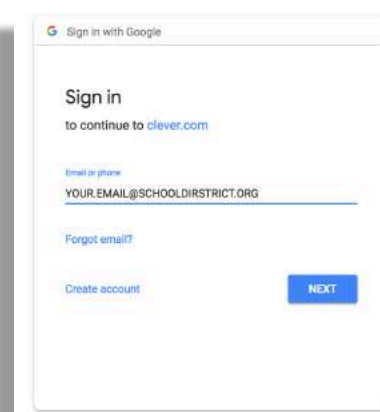 Sign in with Google
Sign in
to continue to clever.com
Email or phone
YOUR.EMAIL@SCHOOLDIRSTRICT.ORG
Forgot email?
Create account
NEXT